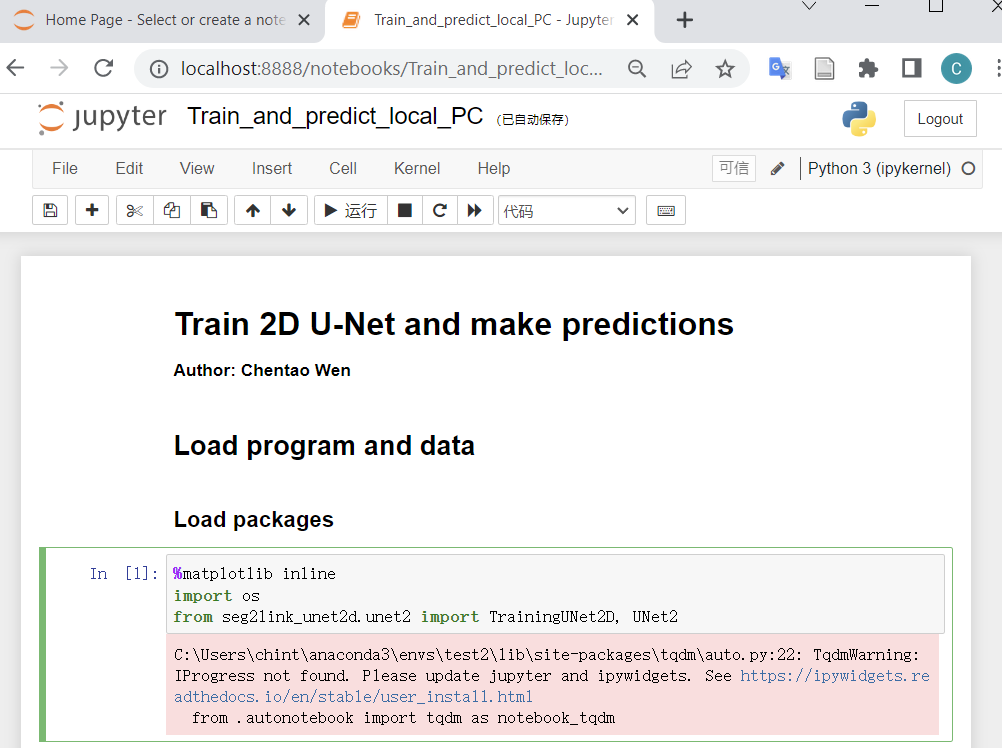 Home Page - Select or create a note
Train_and_predict_local_PC - Jupyter
localhost:8888/notebooks/Train_and_predict_loc...
C
jupyter Train_and_predict_local_PC (已自动保存)
Logout
File Edit View Insert Cell Kernel Help
可信
Python 3 (ipykernel)
运行
代码
Train 2D U-Net and make predictions
Author: Chentao Wen
Load program and data
Load packages
In [1]:
%matplotlib inline
import os
from seg2link_unet2d.unet2 import TrainingUNet2D, UNet2
C:\Users\chint\anaconda3\envs\test2\lib\site-packages\tqdm\auto.py:22: TqdmWarning:
IProgress not found. Please update jupyter and ipywidgets. See https://ipywidgets.re
adthedocs.io/en/stable/user_install.html
from .autonotebook import tqdm as notebook_tqdm